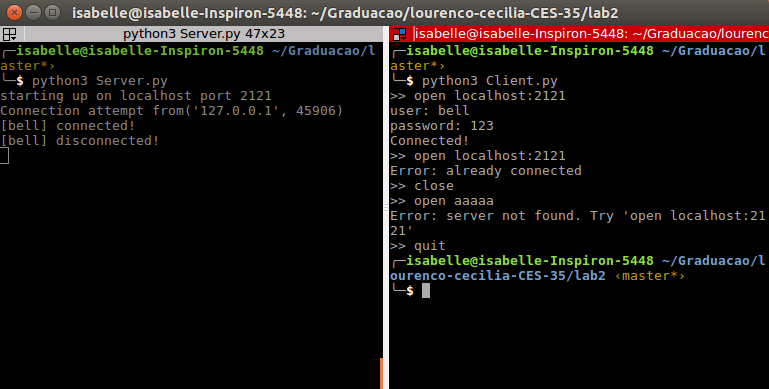 isabelle@isabelle-Inspiron-5448: ~/Graduacao/lourenco-cecilia-CES-35/lab2
python3 Server.py 47x23
╭─isabelle@isabelle-Inspiron-5448 ~/Graduacao/l
aster*›
╰─$ python3 Server.py
starting up on localhost port 2121
Connection attempt from('127.0.0.1', 45906)
[bell] connected!
[bell] disconnected!
isabelle@isabelle-Inspiron-5448: ~/Graduacao/lourenc
╭─isabelle@isabelle-Inspiron-5448 ~/Graduacao/l
aster*›
╰─$ python3 Client.py
>> open localhost:2121
user: bell
password: 123
Connected!
>> open localhost:2121
Error: already connected
>> close
>> open aaaaa
Error: server not found. Try 'open localhost:21
21'
>> quit
╭─isabelle@isabelle-Inspiron-5448 ~/Graduacao/l
ourenco-cecilia-CES-35/lab2 ‹master*›
╰─$